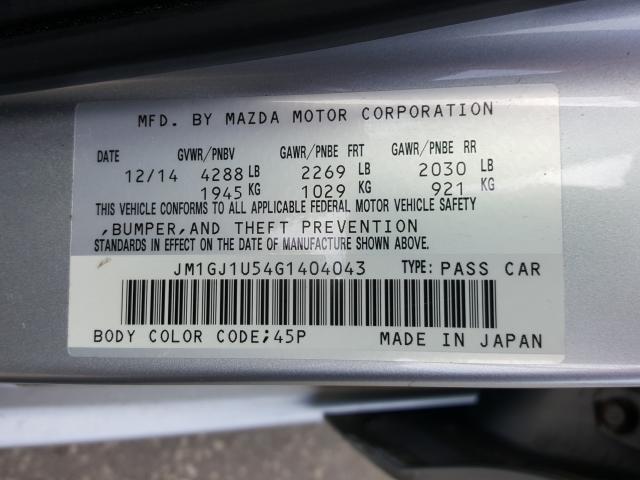 MFD. BY MAZDA MOTOR CORPORATION
DATE GVWR/PNBV GAWR/PNBE FRT GAWR/PNBE RR
12/14 4288 LB 2269 LB 2030 LB
1945 KG 1029 KG 921 KG
THIS VEHICLE CONFORMS TO ALL APPLICABLE FEDERAL MOTOR VEHICLE SAFETY
,BUMPER,AND THEFT PREVENTION
STANDARDS IN EFFECT ON THE DATE OF MANUFACTURE SHOWN ABOVE.
JM1GJ1U54G1404043 TYPE: PASS CAR
BODY COLOR CODE;45P MADE IN JAPAN